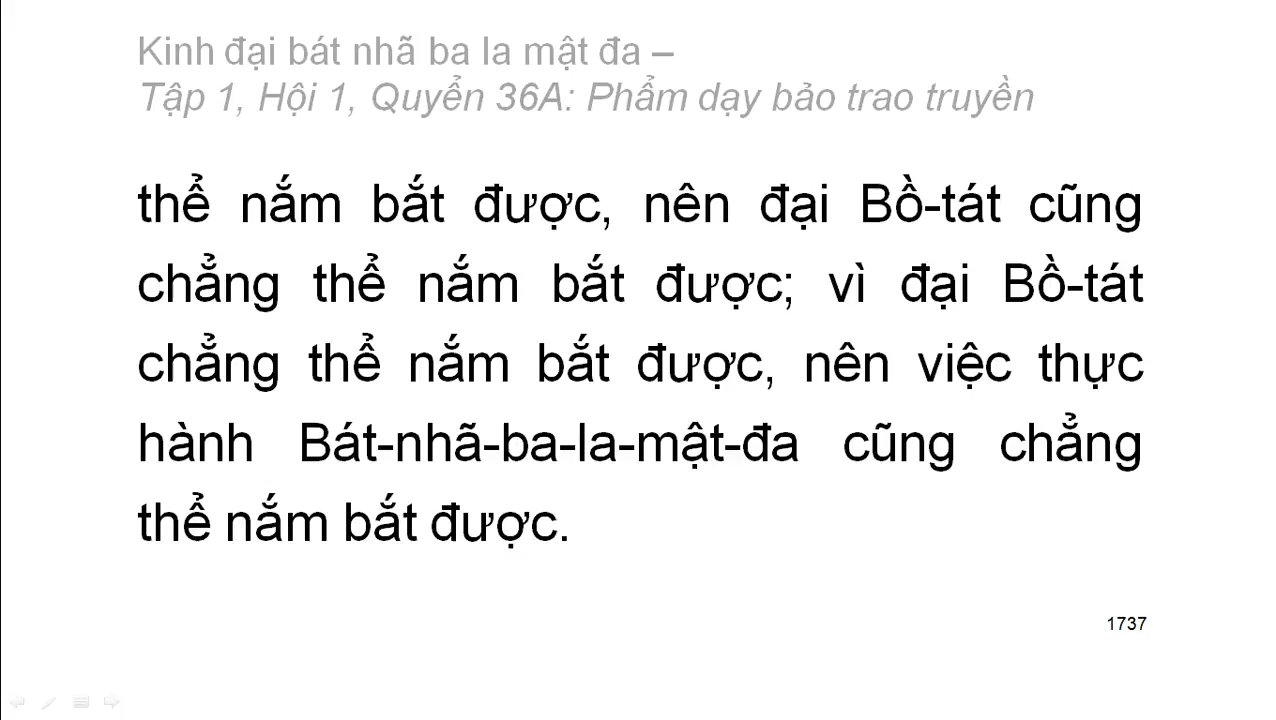 Kinh đại bát nhã ba la mật đa –
Tập 1, Hội 1, Quyển 36A: Phẩm dạy bảo trao truyền
thể nắm bắt được, nên đại Bồ-tát cũng
chẳng thể nắm bắt được; vì đại Bồ-tát
chẳng thể nắm bắt được, nên việc thực
hành Bát-nhã-ba-la-mật-đa cũng chẳng
thể nắm bắt được.
1737